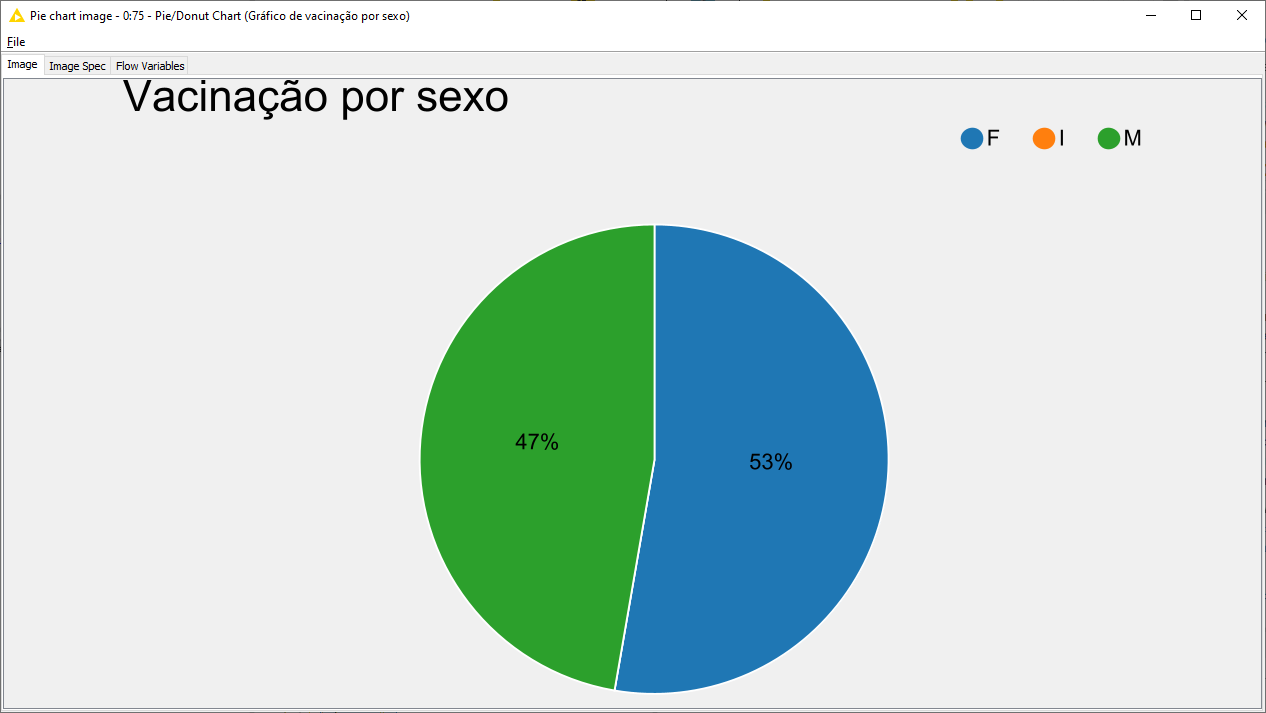 Pie chart image - 0:75 - Pie/Donut Chart (Gráfico de vacinação por sexo)
File
Image Image Spec Flow Variables
Vacinação por sexo
F I M
47%
53%